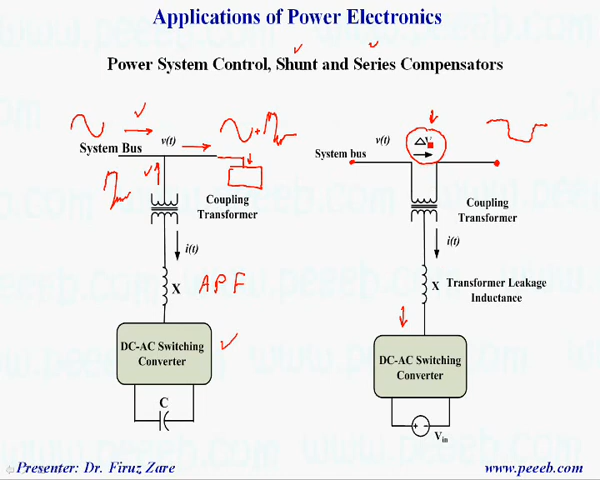 Applications of Power Electronics
Power System Control, Shunt and Series Compensators
v(t)
System Bus
Coupling
Transformer
i(t)
X
APF
DC-AC Switching
Converter
C
v(t)
ΔV
System bus
Coupling
Transformer
i(t)
X Transformer Leakage
Inductance
DC-AC Switching
Converter
+ -
Vin
Presenter: Dr. Firuz Zare
www.peeeb.com